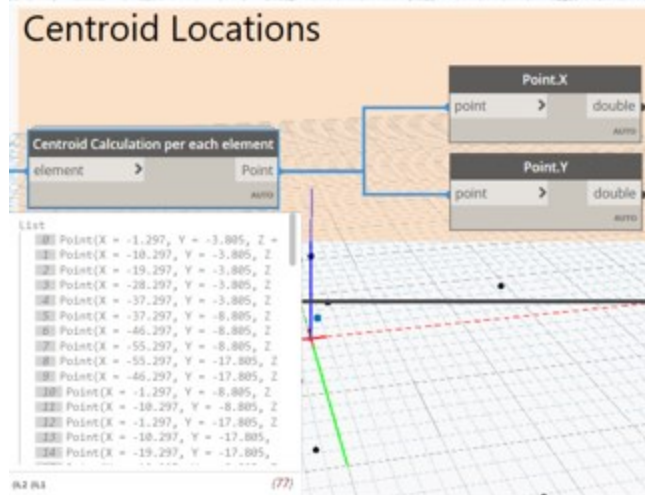 Centroid Locations
Point.X
point > double
AUTO
Centroid Calculation per each element
element > Point
AUTO
Point.Y
point > double
AUTO
List
0 Point(X = -1.297, Y = -3.805, Z =
1 Point(X = -10.297, Y = -3.805, Z
2 Point(X = -19.297, Y = -3.805, Z
3 Point(X = -28.297, Y = -3.805, Z
4 Point(X = -37.297, Y = -3.805, Z
5 Point(X = -37.297, Y = -8.805, Z
6 Point(X = -46.297, Y = -8.805, Z
7 Point(X = -55.297, Y = -8.805, Z
8 Point(X = -55.297, Y = -17.805, Z
9 Point(X = -46.297, Y = -17.805, Z
10 Point(X = -1.297, Y = -8.805, Z
11 Point(X = -10.297, Y = -8.805, Z
12 Point(X = -1.297, Y = -17.805, Z
13 Point(X = -10.297, Y = -17.805,
14 Point(X = -19.297, Y = -17.805,
@L2 @L1 {77}